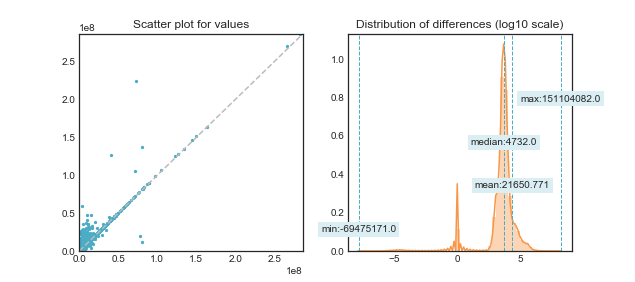 Scatter plot for values
1e8
2.5
2.0
1.5
1.0
0.5
0.0
0.0 0.5 1.0 1.5 2.0 2.5
1e8
Distribution of differences (log10 scale)
1.0
0.8
0.6
0.4
0.2
0.0
−5 0 5
max:151104082.0
median:4732.0
mean:21650.771
min:-69475171.0